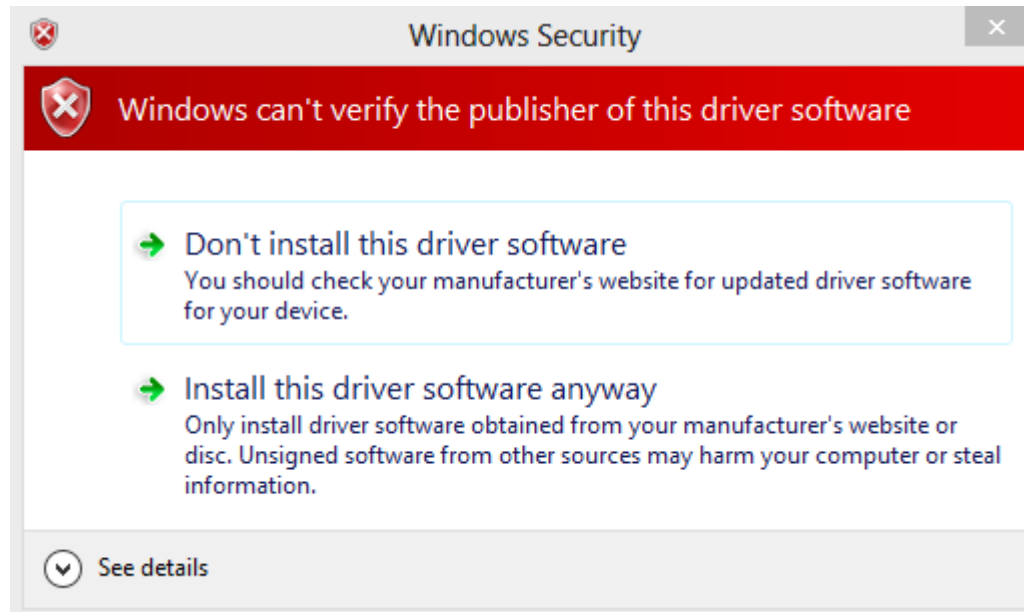 Windows Security
Windows can't verify the publisher of this driver software
Don't install this driver software
You should check your manufacturer's website for updated driver software
for your device.
Install this driver software anyway
Only install driver software obtained from your manufacturer's website or
disc. Unsigned software from other sources may harm your computer or steal
information.
See details